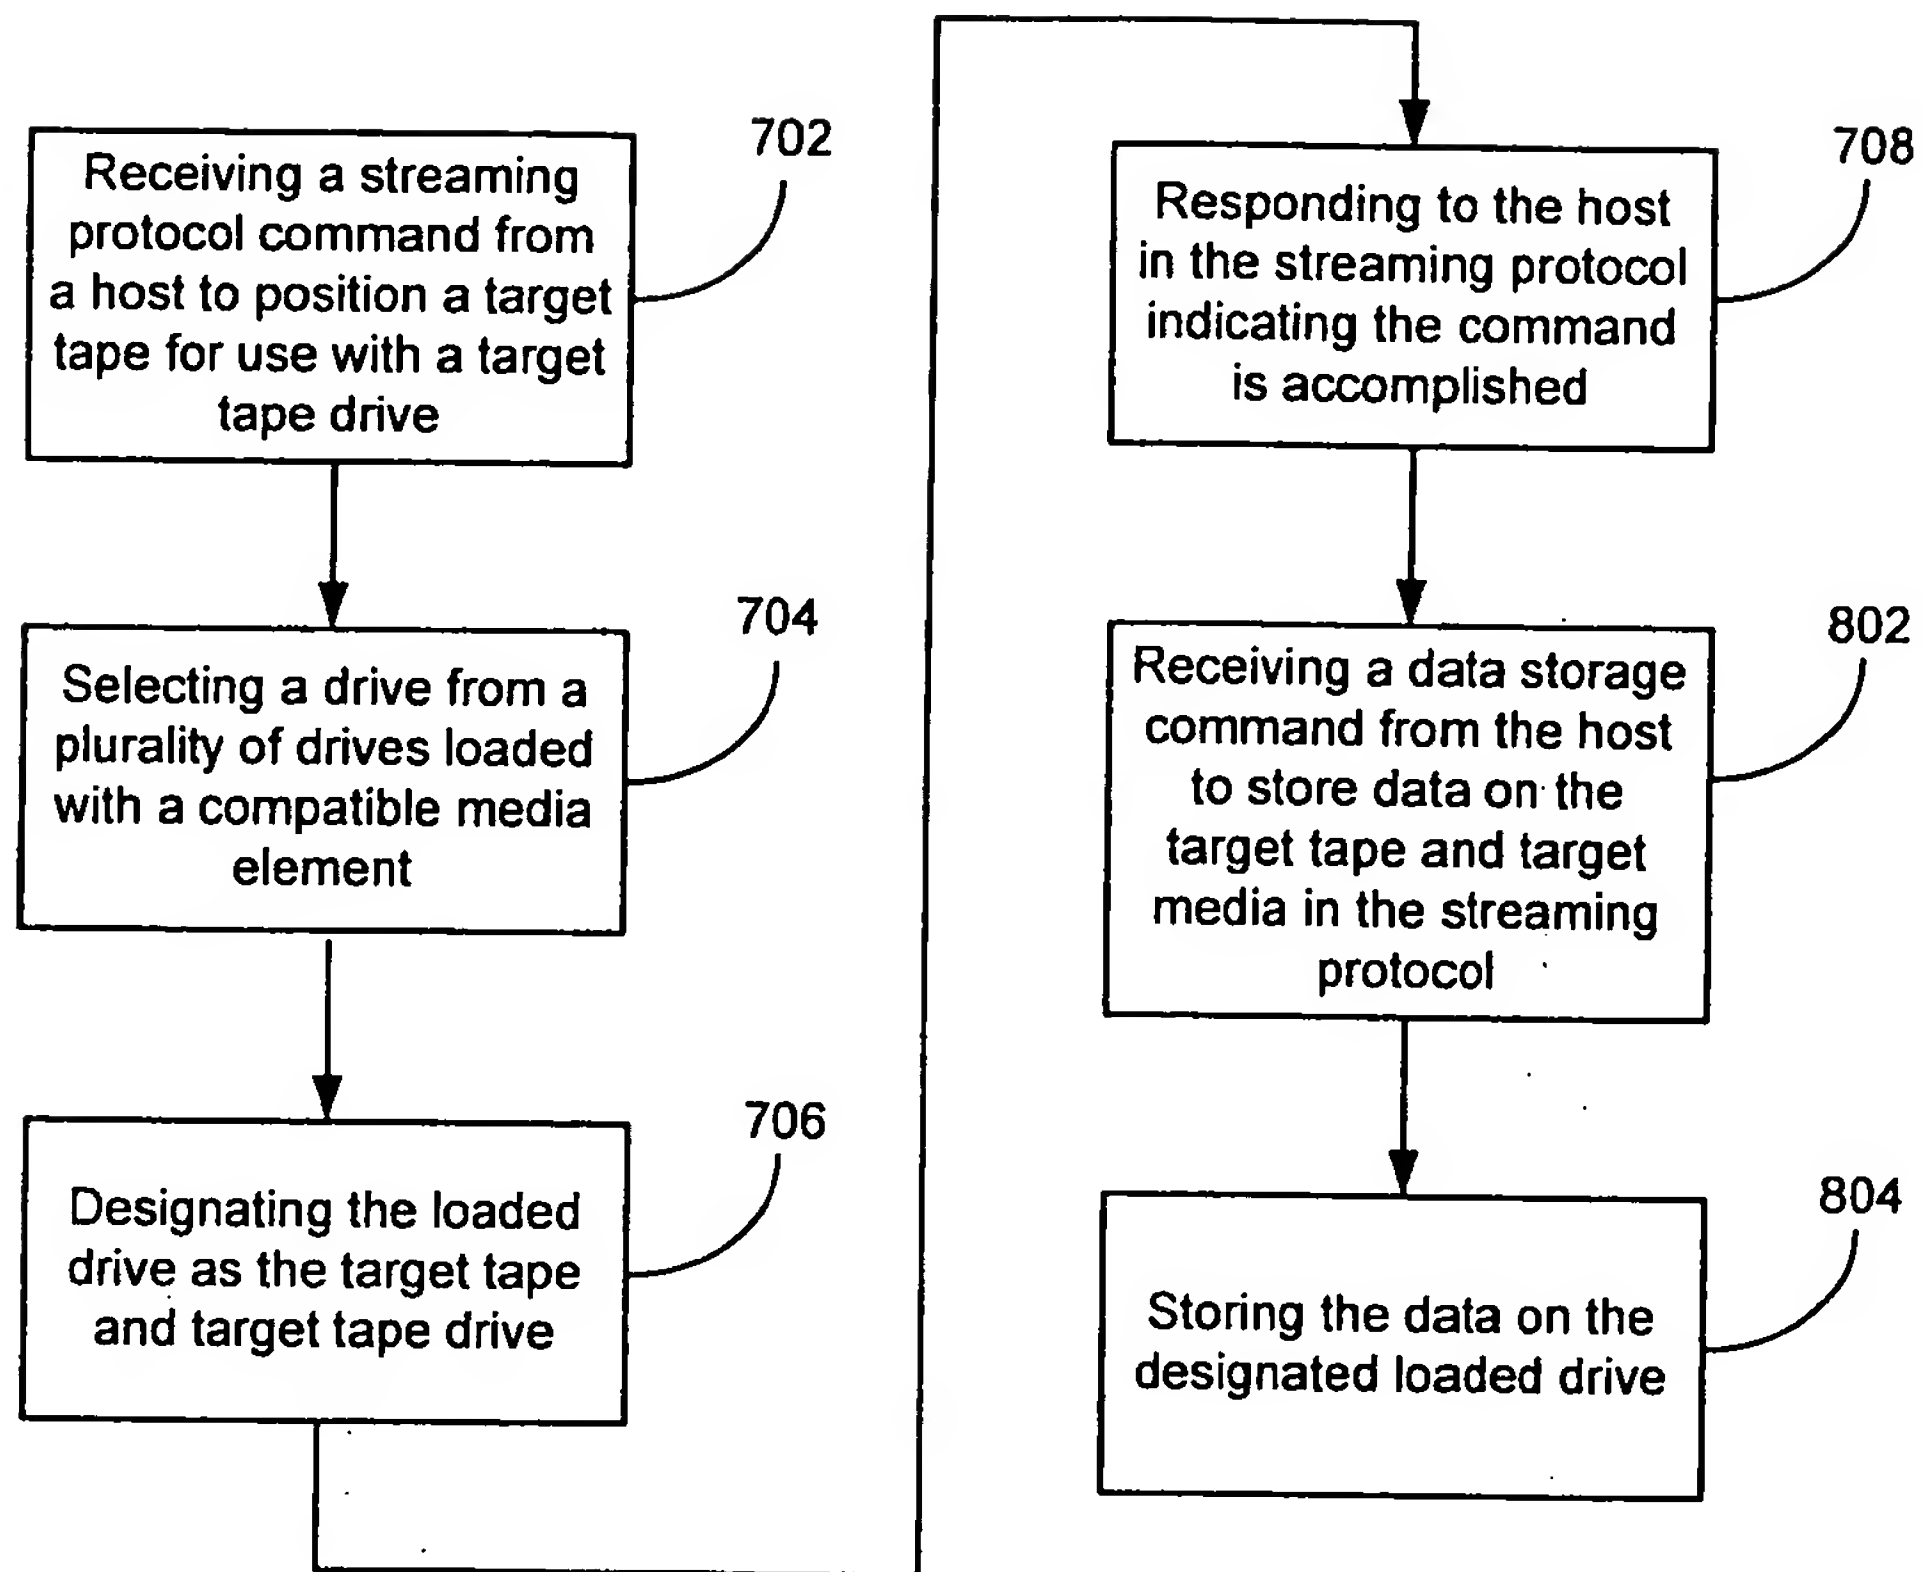 702
Receiving a streaming
protocol command from
a host to position a target
tape for use with a target
tape drive
704
Selecting a drive from a
plurality of drives loaded
with a compatible media
element
706
Designating the loaded
drive as the target tape
and target tape drive
708
Responding to the host
in the streaming protocol
indicating the command
is accomplished
802
Receiving a data storage
command from the host
to store data on the
target tape and target
media in the streaming
protocol
804
Storing the data on the
designated loaded drive